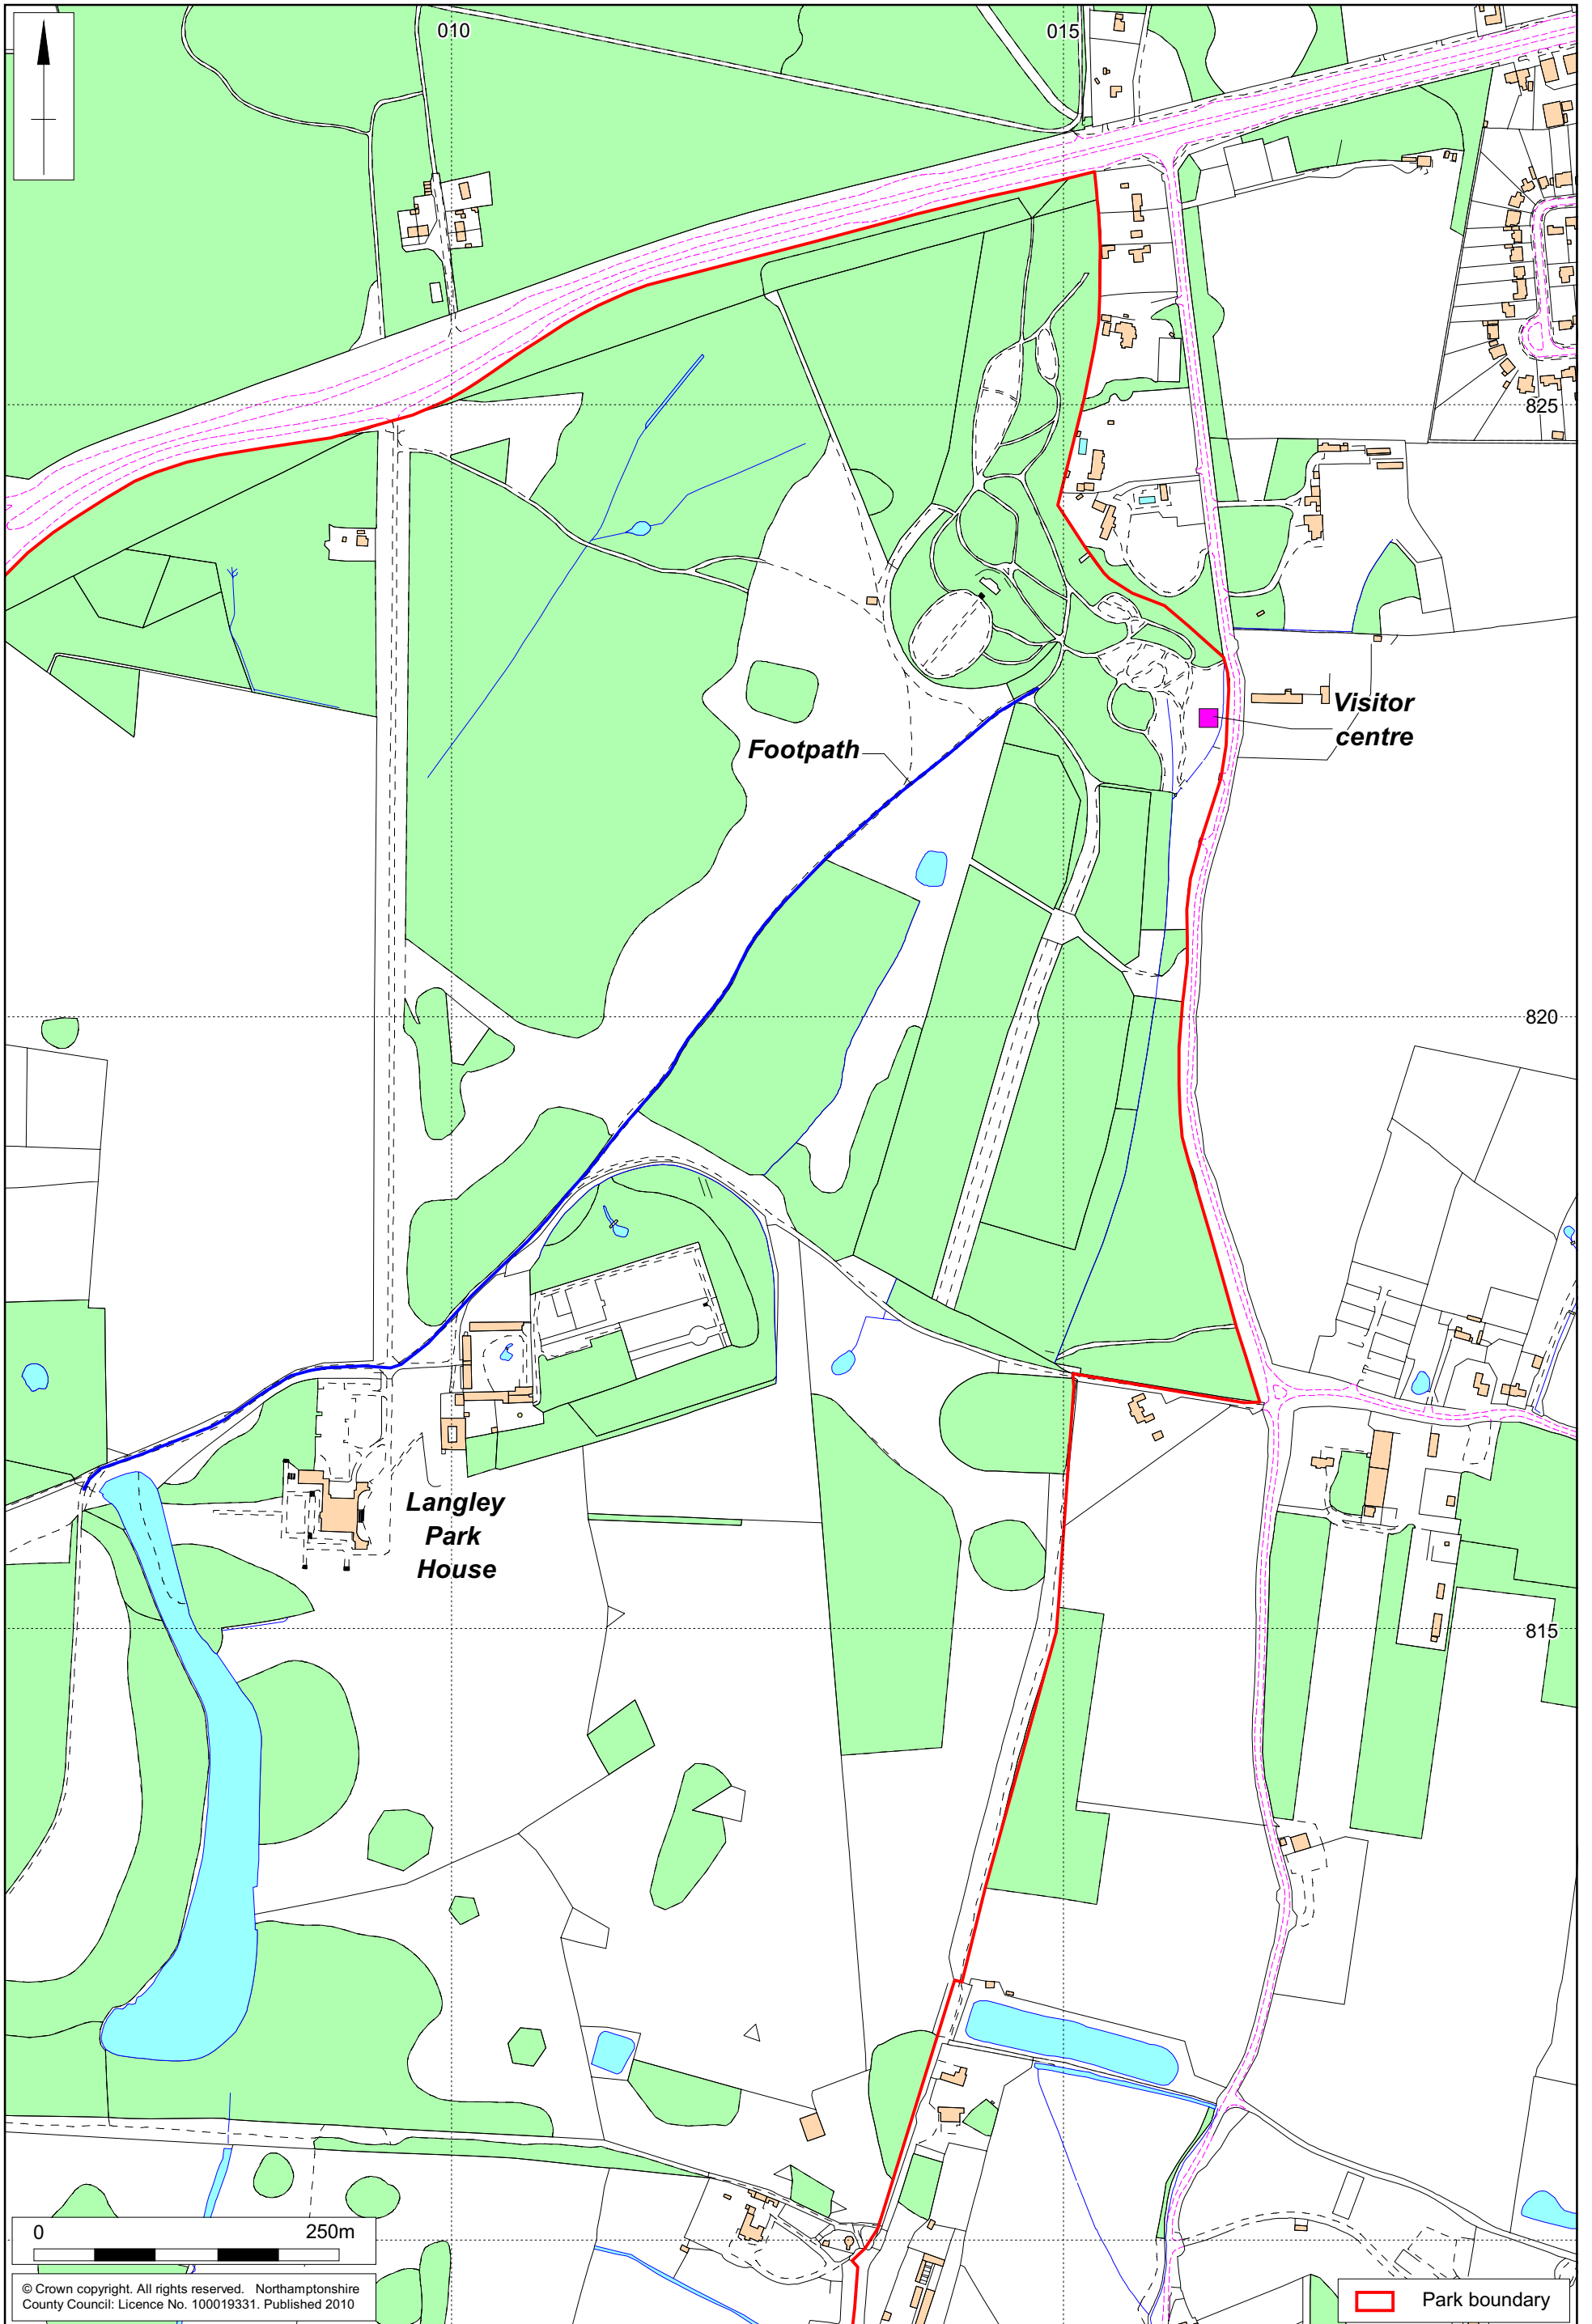 010
015
825
Visitor
centre
Footpath
820
Langley
Park
House
815
0 250m
© Crown copyright. All rights reserved. Northamptonshire
County Council: Licence No. 100019331. Published 2010
Park boundary